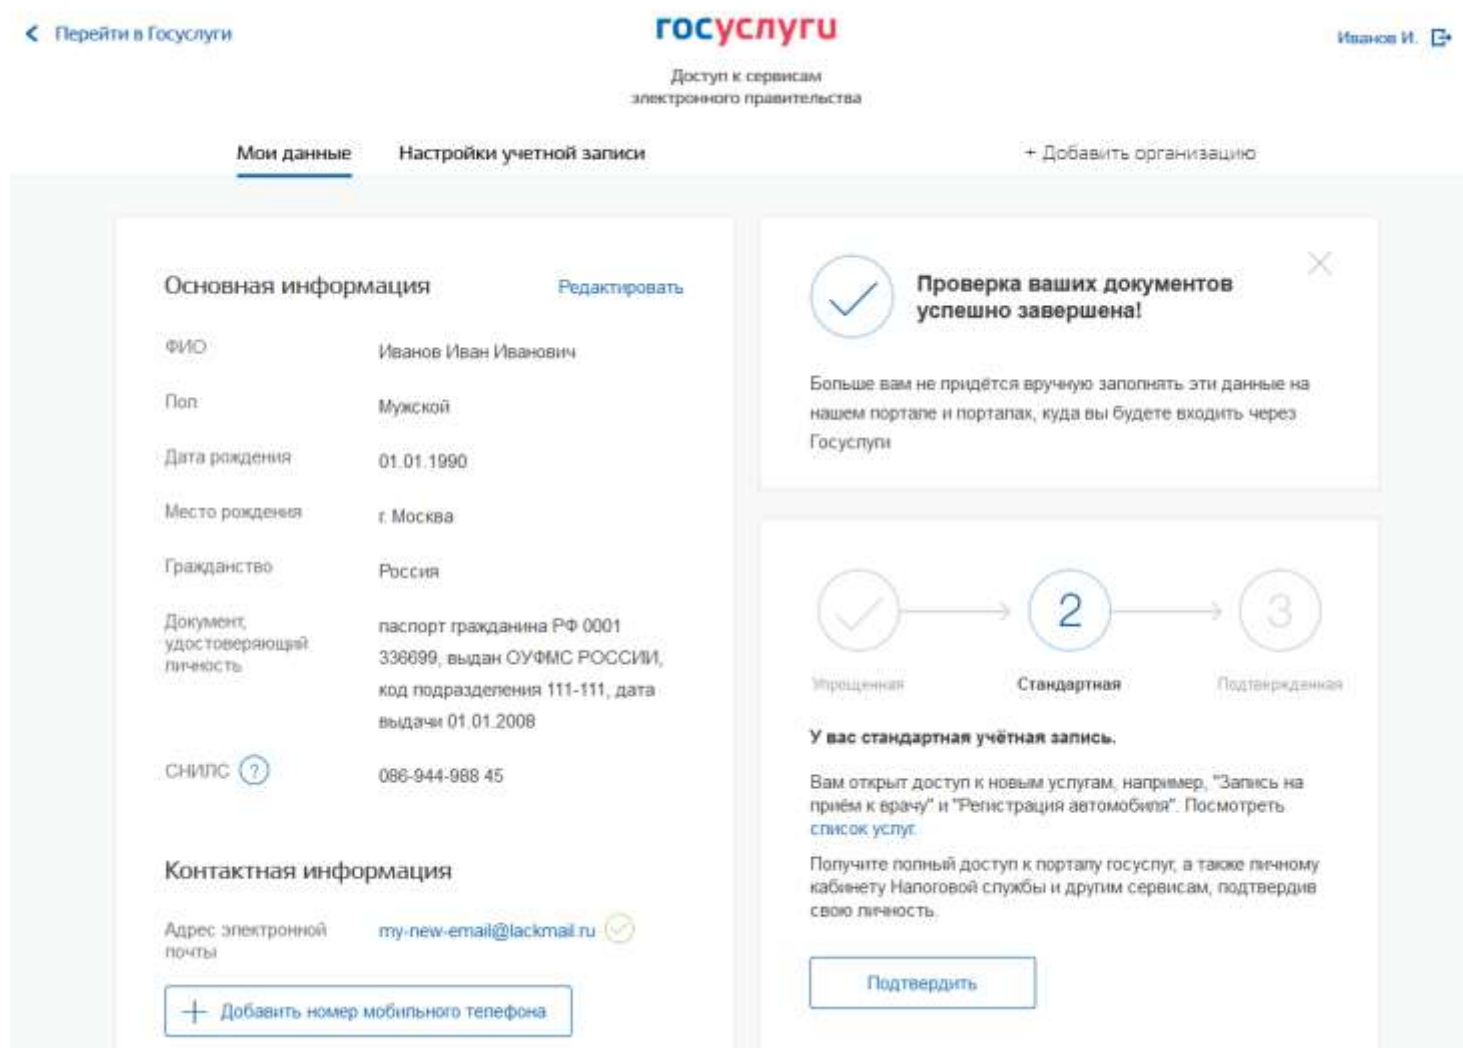 Перейти в Госуслуги
госуслуги
Иванов И.
Доступ к сервисам
электронного правительства
Мои данные
Настройки учетной записи
+ Добавить организацию
Основная информация
Редактировать
ФИО
Иванов Иван Иванович
Пол
Мужской
Дата рождения
01.01.1990
Место рождения
г. Москва
Гражданство
Россия
Документ,
удостоверяющий
личность
паспорт гражданина РФ 0001
336699, выдан ОУФМС РОССИИ,
код подразделения 111-111, дата
выдачи 01.01.2008
СНИЛС ?
086-944-988 45
Контактная информация
Адрес электронной
почты
my-new-email@lackmail.ru
Добавить номер мобильного телефона
Проверка ваших документов
успешно завершена!
Больше вам не придётся вручную заполнять эти данные на
нашем портале и порталах, куда вы будете входить через
Госуслуги
2
3
Упрощенная
Стандартная
Подтвержденная
У вас стандартная учётная запись.
Вам открыт доступ к новым услугам, например, "Запись на
приём к врачу" и "Регистрация автомобиля". Посмотреть
список услуг.
Получите полный доступ к порталу госуслуг, а также личному
кабинету Налоговой службы и другим сервисам, подтвердив
свою личность.
Подтвердить